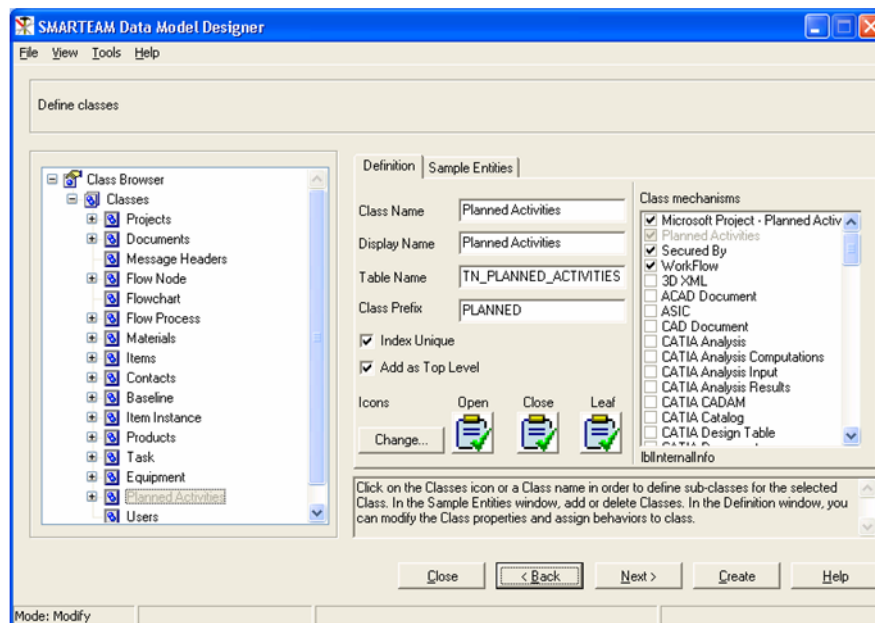 SMARTEAM Data Model Designer
File View Tools Help
Define classes
Class Browser
Classes
Projects
Documents
Message Headers
Flow Node
Flowchart
Flow Process
Materials
Items
Contacts
Baseline
Item Instance
Products
Task
Equipment
Planned Activities
Users
Definition
Sample Entities
Class Name
Planned Activities
Display Name
Planned Activities
Table Name
TN_PLANNED_ACTIVITIES
Class Prefix
PLANNED
Index Unique
Add as Top Level
Icons
Open
Close
Leaf
Change...
Class mechanisms
Microsoft Project - Planned Activ
Planned Activities
Secured By
WorkFlow
3D XML
ACAD Document
ASIC
CAD Document
CATIA Analysis
CATIA Analysis Computations
CATIA Analysis Input
CATIA Analysis Results
CATIA CADAM
CATIA Catalog
CATIA Design Table
lblInternalInfo
Click on the Classes icon or a Class name in order to define sub-classes for the selected
Class. In the Sample Entities window, add or delete Classes. In the Definition window, you
can modify the Class properties and assign behaviors to class.
Close
< Back
Next >
Create
Help
Mode: Modify